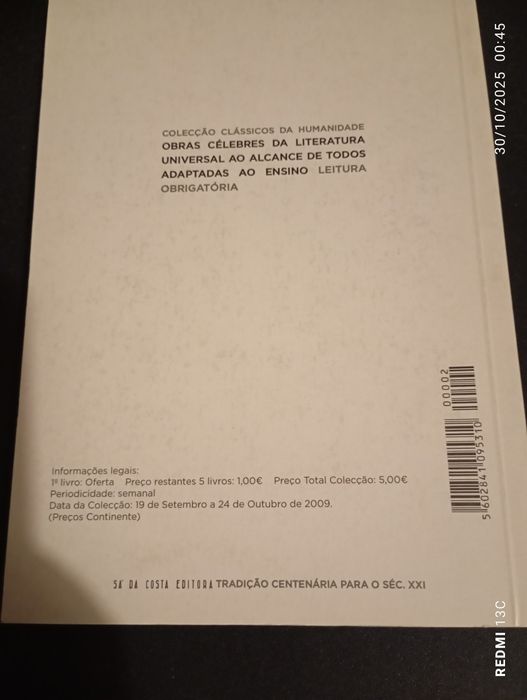 COLECÇÃO CLÁSSICOS DA HUMANIDADE
OBRAS CÉLEBRES DA LITERATURA
UNIVERSAL AO ALCANCE DE TODOS
ADAPTADAS AO ENSINO LEITURA
OBRIGATÓRIA
00002
5 602841 095310
Informações legais:
1º livro: Oferta Preço restantes 5 livros: 1,00€ Preço Total Colecção: 5,00€
Periodicidade: semanal
Data da Colecção: 19 de Setembro a 24 de Outubro de 2009.
(Preços Continente)
SÁ DA COSTA EDITORA TRADIÇÃO CENTENÁRIA PARA O SÉC. XXI
30/10/2025 00:45
REDMI 13C